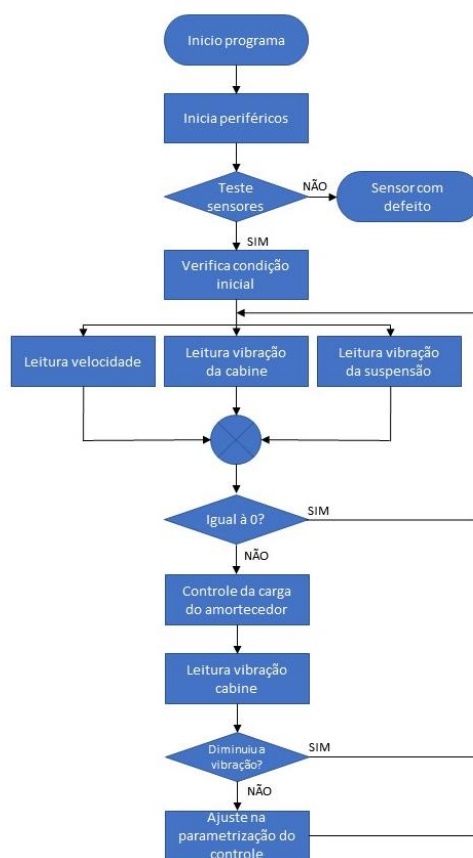 Inicio programa
Inicia periféricos
Teste
sensores
NÃO
Sensor com
defeito
SIM
Verifica condição
inicial
Leitura velocidade
Leitura vibração
da cabine
Leitura vibração
da suspensão
Igual à 0?
SIM
NÃO
Controle da carga
do amortecedor
Leitura vibração
cabine
Diminuiu a
vibração?
SIM
NÃO
Ajuste na
parametrização do
controle